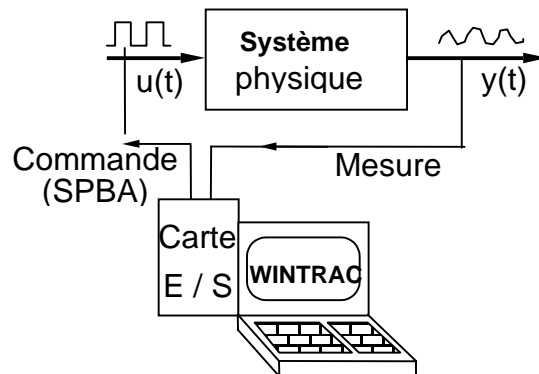 Système
physique
u(t)
y(t)
Commande
(SPBA)
Mesure
Carte
E / S
WINTRAC